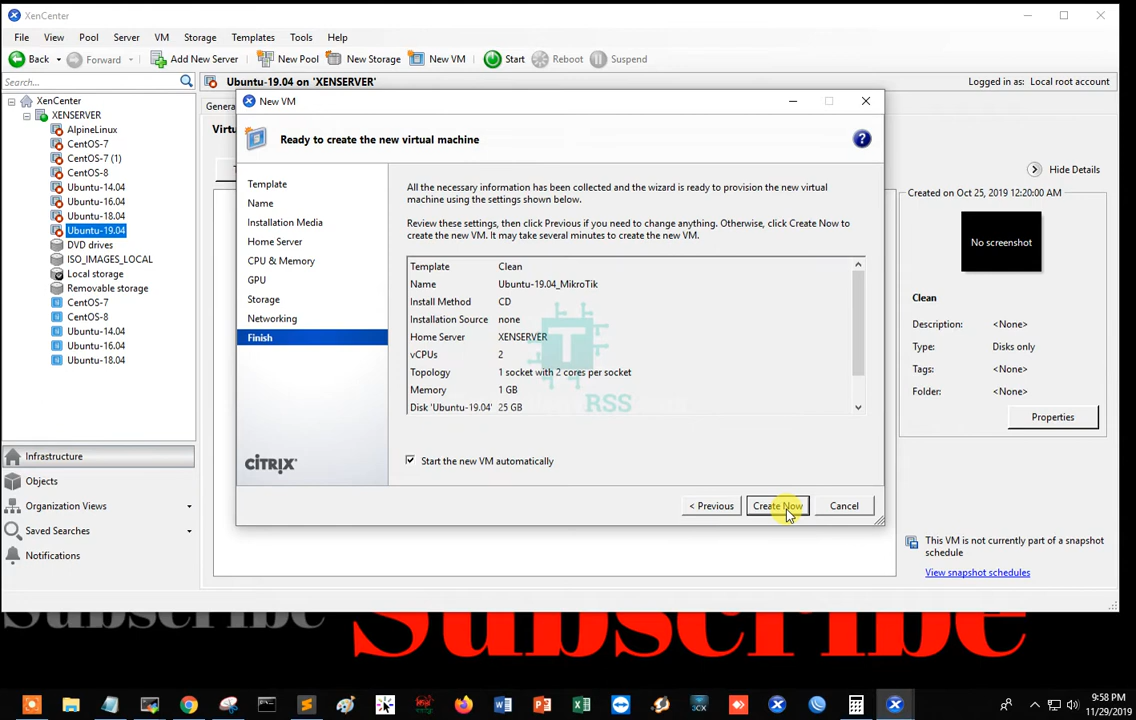 XenCenter
File View Pool Server VM Storage Templates Tools Help
Back Forward Add New Server New Pool New Storage New VM Start Reboot Suspend
Search...
Ubuntu-19.04 on 'XENSERVER'
Logged in as: Local root account
XenCenter
XENSERVER
AlpineLinux
CentOS-7
CentOS-7 (1)
CentOS-8
Ubuntu-14.04
Ubuntu-16.04
Ubuntu-18.04
Ubuntu-19.04
DVD drives
ISO_IMAGES_LOCAL
Local storage
Removable storage
CentOS-7
CentOS-8
Ubuntu-14.04
Ubuntu-16.04
Ubuntu-18.04
Infrastructure
Objects
Organization Views
Saved Searches
Notifications
New VM
Ready to create the new virtual machine
Template
Name
Installation Media
Home Server
CPU & Memory
GPU
Storage
Networking
Finish
CITRIX
All the necessary information has been collected and the wizard is ready to provision the new virtual
machine using the settings shown below.
Review these settings, then click Previous if you need to change anything. Otherwise, click Create Now to
create the new VM. It may take several minutes to create the new VM.
Template Clean
Name Ubuntu-19.04_MikroTik
Install Method CD
Installation Source none
Home Server XENSERVER
vCPUs 2
Topology 1 socket with 2 cores per socket
Memory 1 GB
Disk 'Ubuntu-19.04' 25 GB
RSS
Start the new VM automatically
< Previous Create Now Cancel
Hide Details
Created on Oct 25, 2019 12:20:00 AM
No screenshot
Clean
Description: <None>
Type: Disks only
Tags: <None>
Folder: <None>
Properties
This VM is not currently part of a snapshot
schedule
View snapshot schedules
Subscribe Subscribe
3CX
9:58 PM
11/29/2019